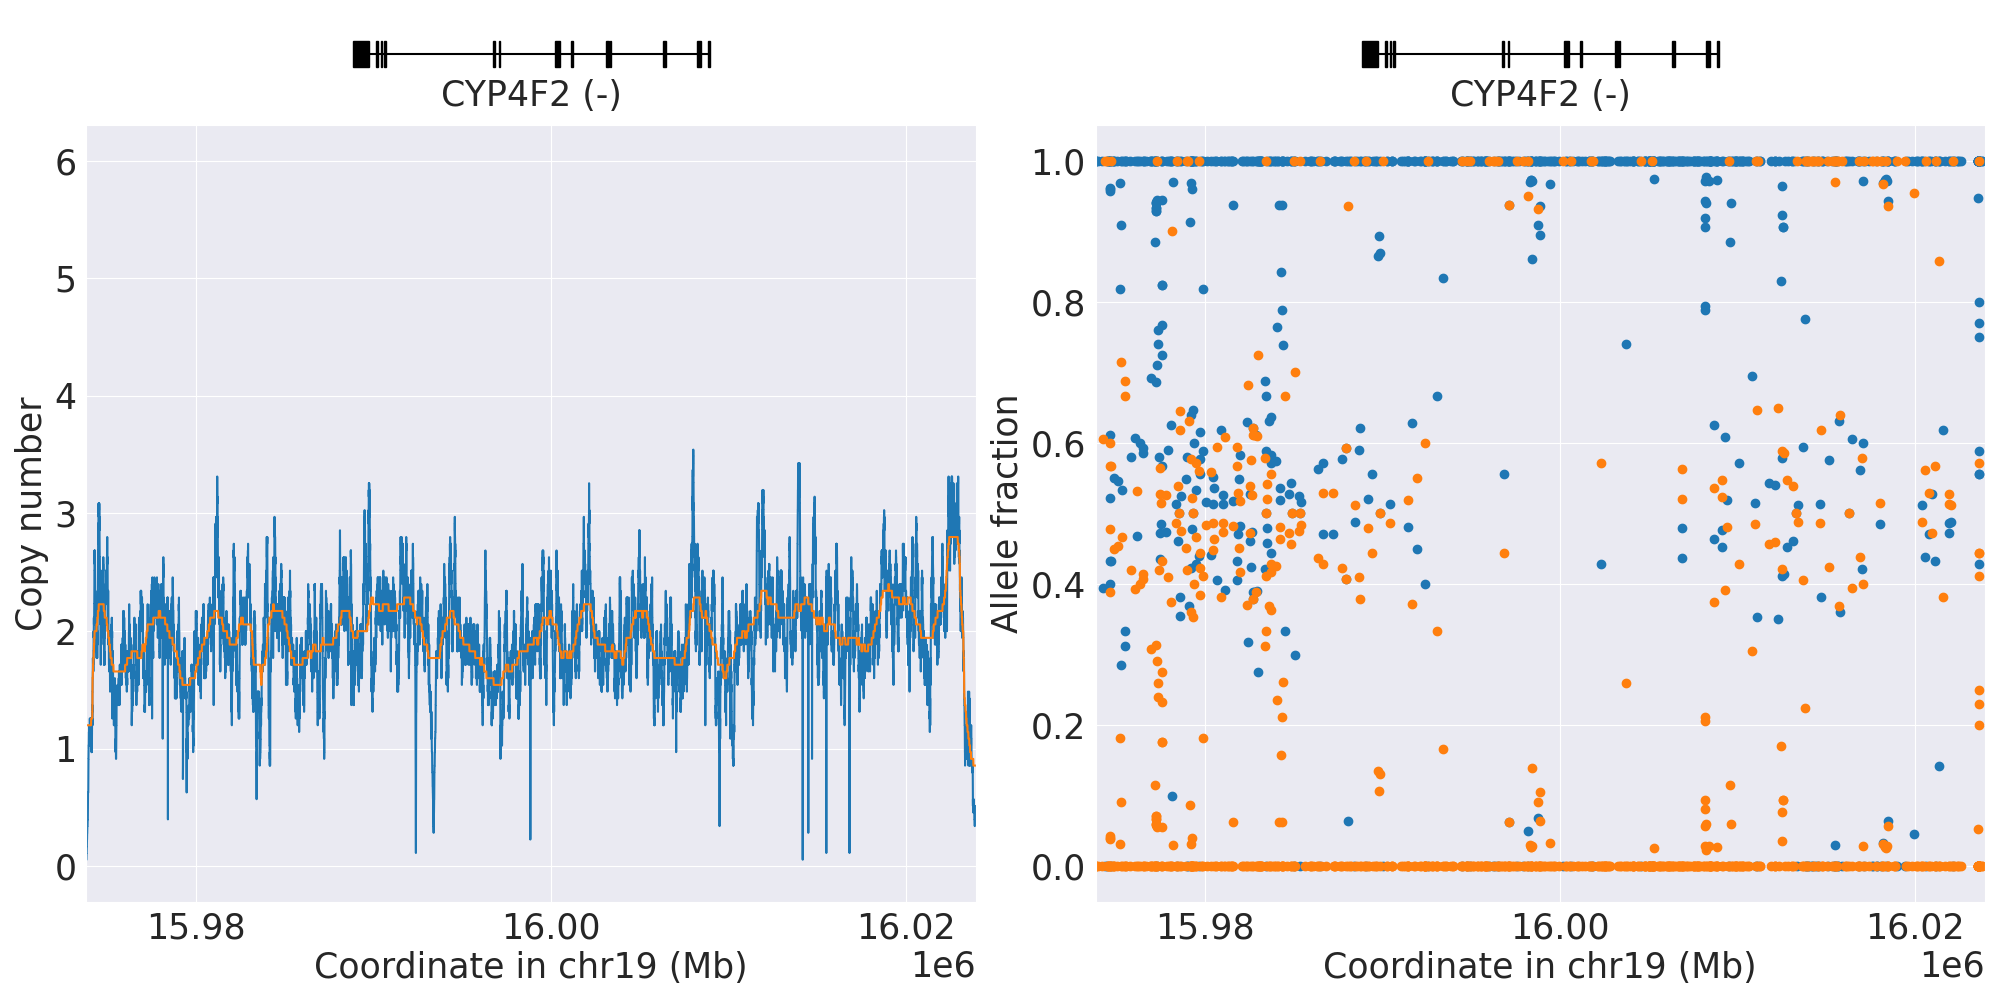 CYP4F2 (-)
CYP4F2 (-)
Copy number
6
5
4
3
2
1
0
15.98
16.00
16.02
Coordinate in chr19 (Mb)
1e6
Allele fraction
1.0
0.8
0.6
0.4
0.2
0.0
15.98
16.00
16.02
Coordinate in chr19 (Mb)
1e6